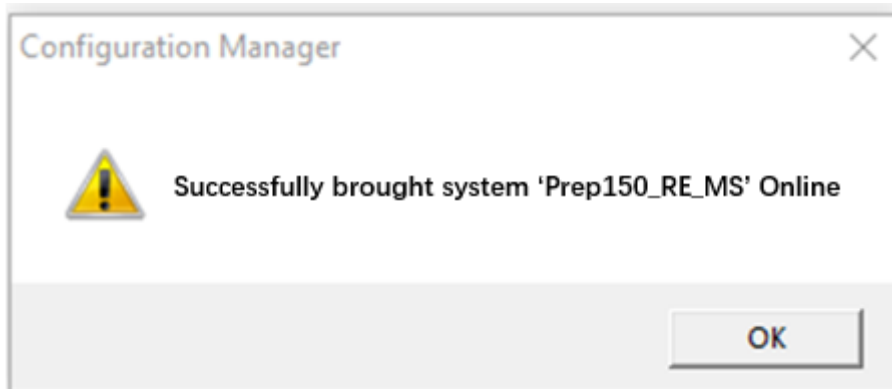 Configuration Manager
Successfully brought system ‘Prep150_RE_MS’ Online
OK